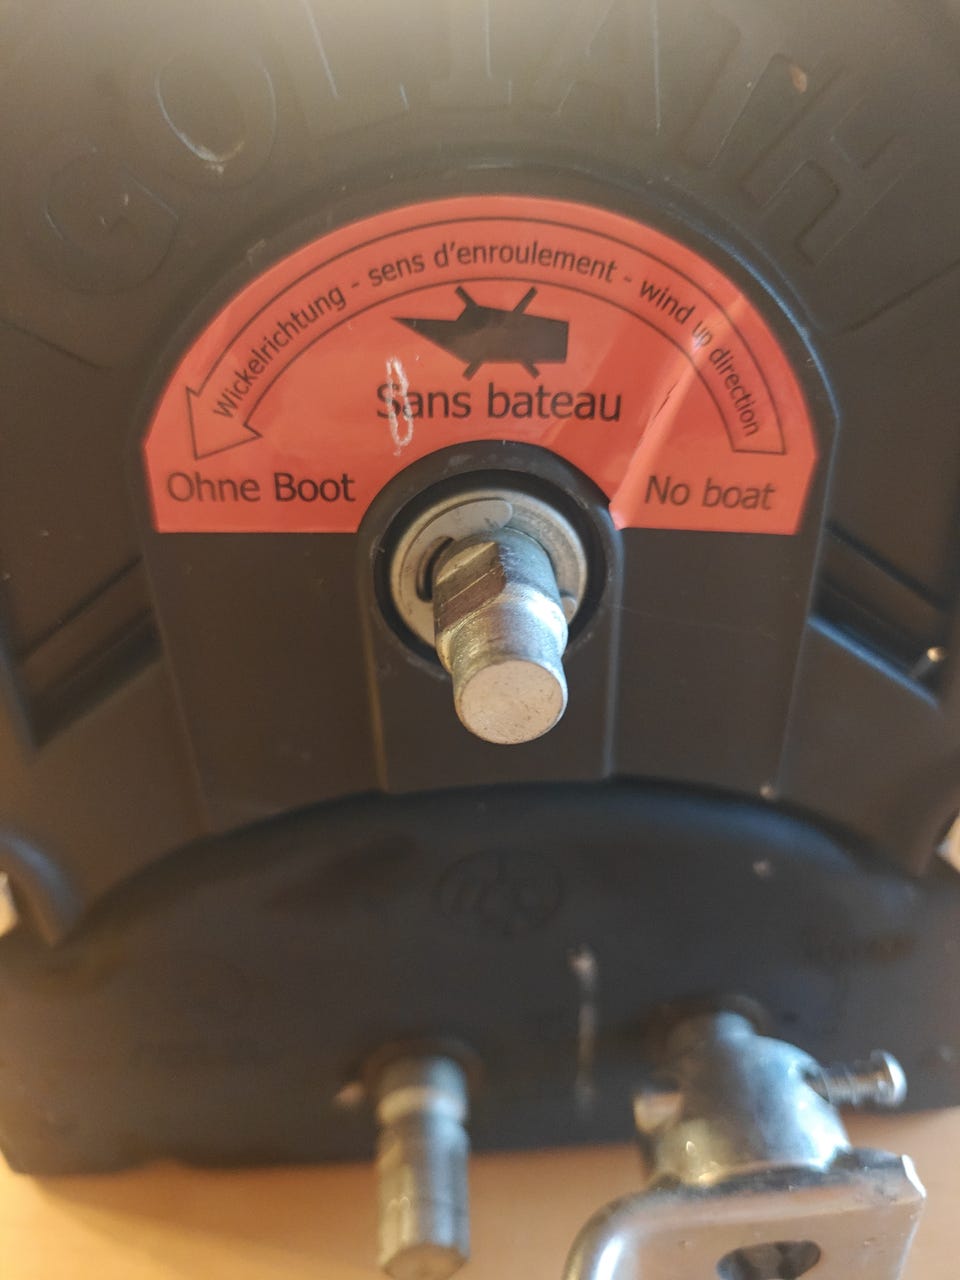 GOLIATH
Wickelrichtung - sens d'enroulement - wind up direction
Sans bateau
Ohne Boot
No boat